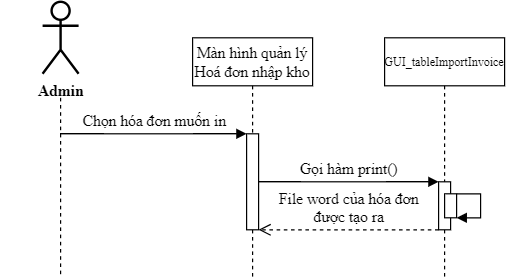 Màn hình quản lý
Hoá đơn nhập kho
GUI_tableImportInvoice
Admin
Chọn hóa đơn muốn in
Gọi hàm print()
File word của hóa đơn
được tạo ra